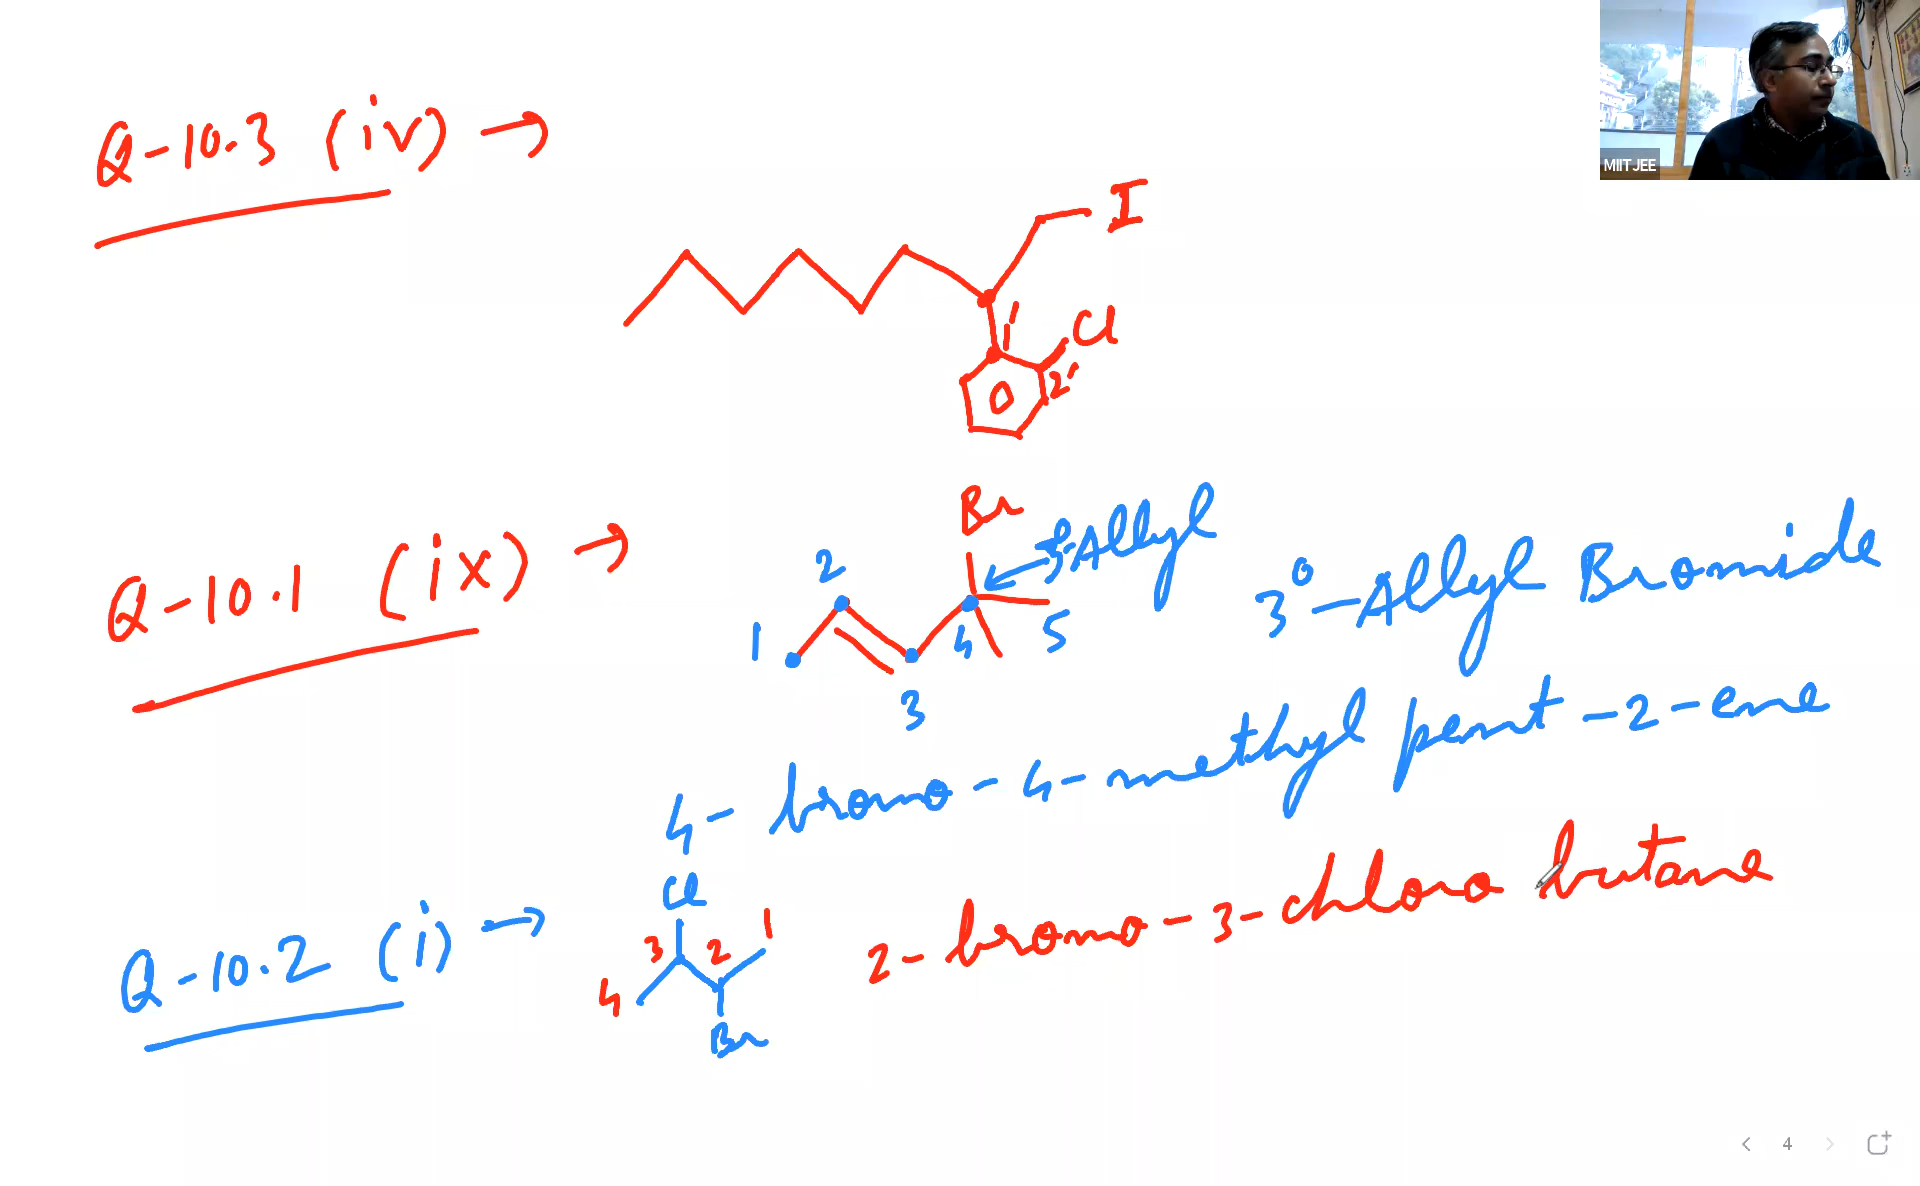 MIIT JEE
Q-10.3 (iv) →
I
1'
Cl
2'
Br
Q-10.1 (ix) →
3°-Allyl
3°-Allyl Bromide
2
1
4
5
3
4-bromo-4-methyl pent-2-ene
Cl
Q-10.2 (i) →
3 2 1
4
Br
2-bromo-3-chloro butane
4